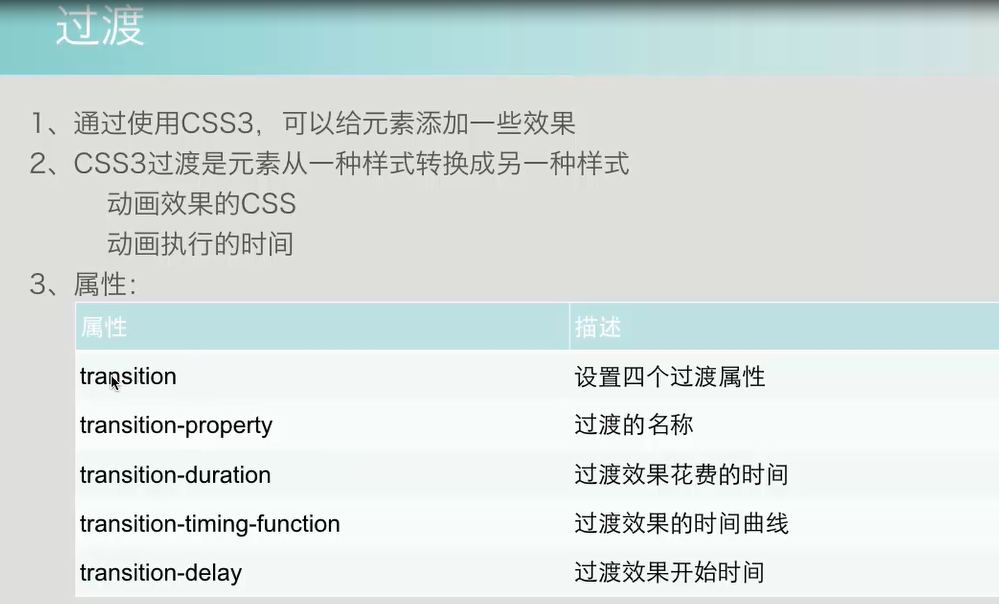 过渡
1、通过使用CSS3，可以给元素添加一些效果
2、CSS3过渡是元素从一种样式转换成另一种样式
动画效果的CSS
动画执行的时间
3、属性：
属性 描述
transition 设置四个过渡属性
transition-property 过渡的名称
transition-duration 过渡效果花费的时间
transition-timing-function 过渡效果的时间曲线
transition-delay 过渡效果开始时间